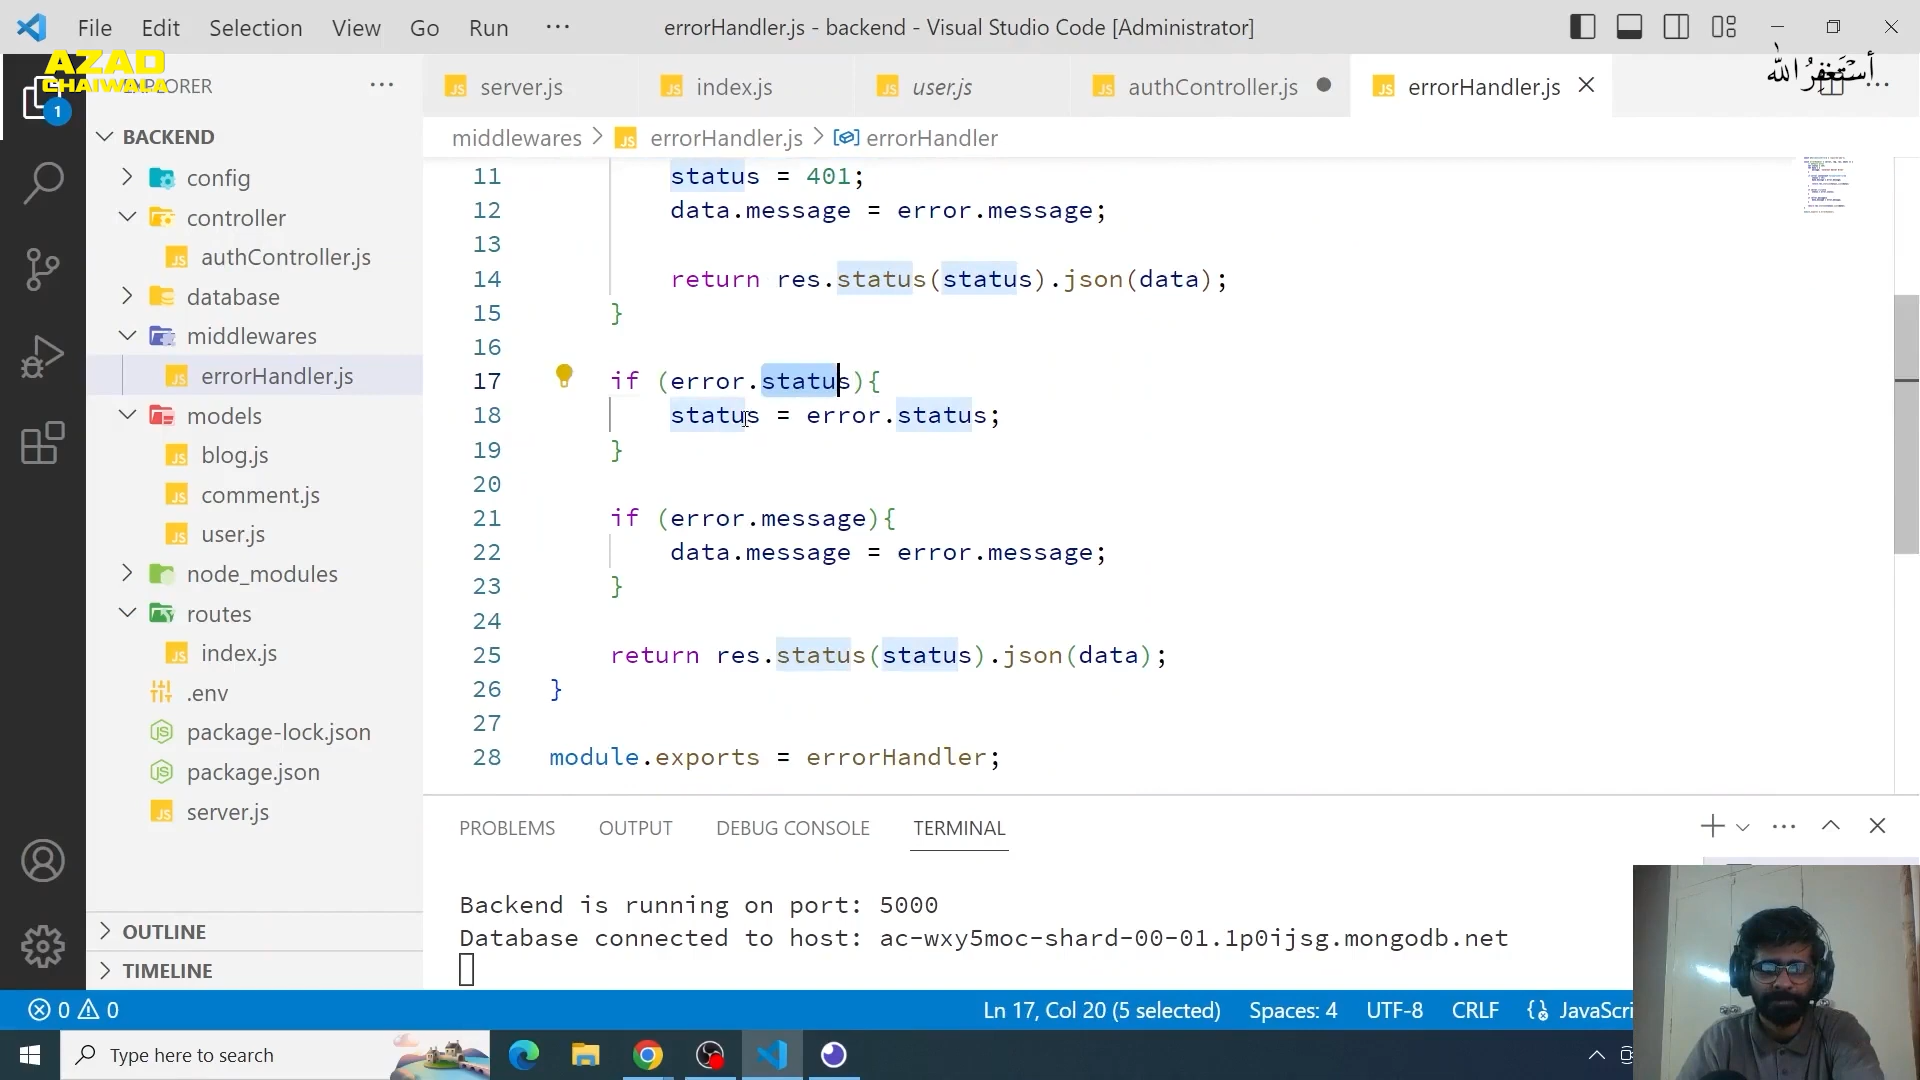 File Edit Selection View Go Run ···
errorHandler.js - backend - Visual Studio Code [Administrator]
AZAD
CHAIWALA
EXPLORER
server.js
index.js
user.js
authController.js
errorHandler.js
أستغفر الله
1
middlewares > errorHandler.js > errorHandler
BACKEND
config
controller
authController.js
database
middlewares
errorHandler.js
models
blog.js
comment.js
user.js
node_modules
routes
index.js
.env
package-lock.json
package.json
server.js
OUTLINE
TIMELINE
11 status = 401;
12 data.message = error.message;
13
14 return res.status(status).json(data);
15 }
16
17 if (error.status){
18 status = error.status;
19 }
20
21 if (error.message){
22 data.message = error.message;
23 }
24
25 return res.status(status).json(data);
26 }
27
28 module.exports = errorHandler;
PROBLEMS OUTPUT DEBUG CONSOLE TERMINAL
Backend is running on port: 5000
Database connected to host: ac-wxy5moc-shard-00-01.1p0ijsg.mongodb.net
0 0
Ln 17, Col 20 (5 selected) Spaces: 4 UTF-8 CRLF JavaScri
Type here to search